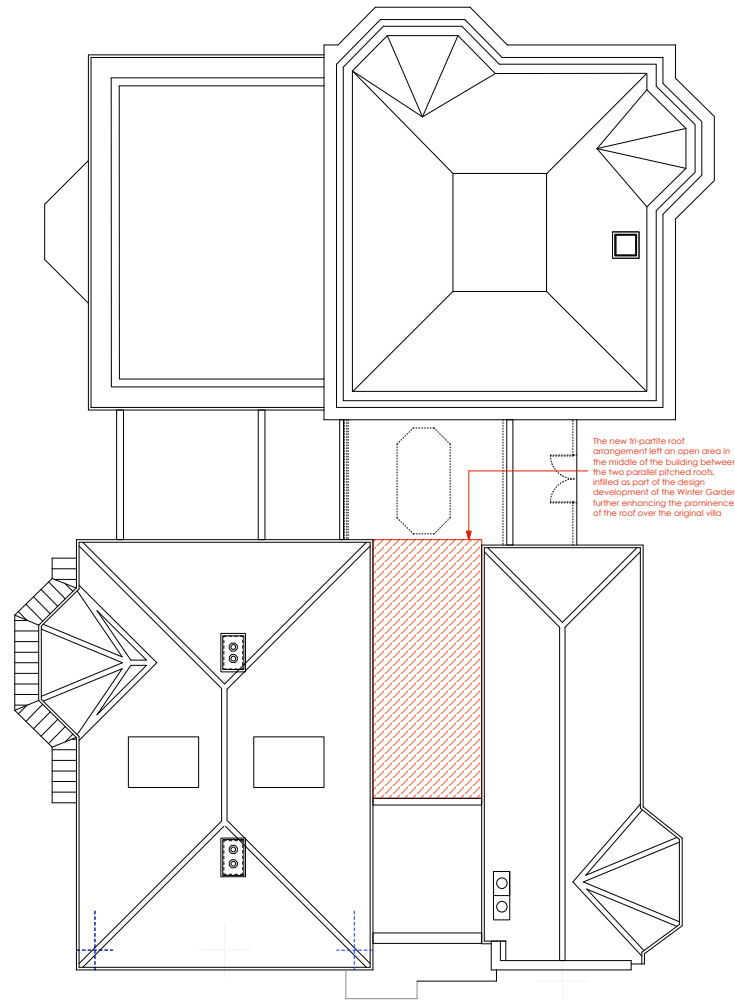 The new tri-partite roof
arrangement left an open area in
the middle of the building between
the two parallel pitched roofs,
infilled as part of the design
development of the Winter Garden
further enhancing the prominence
of the roof over the original villa